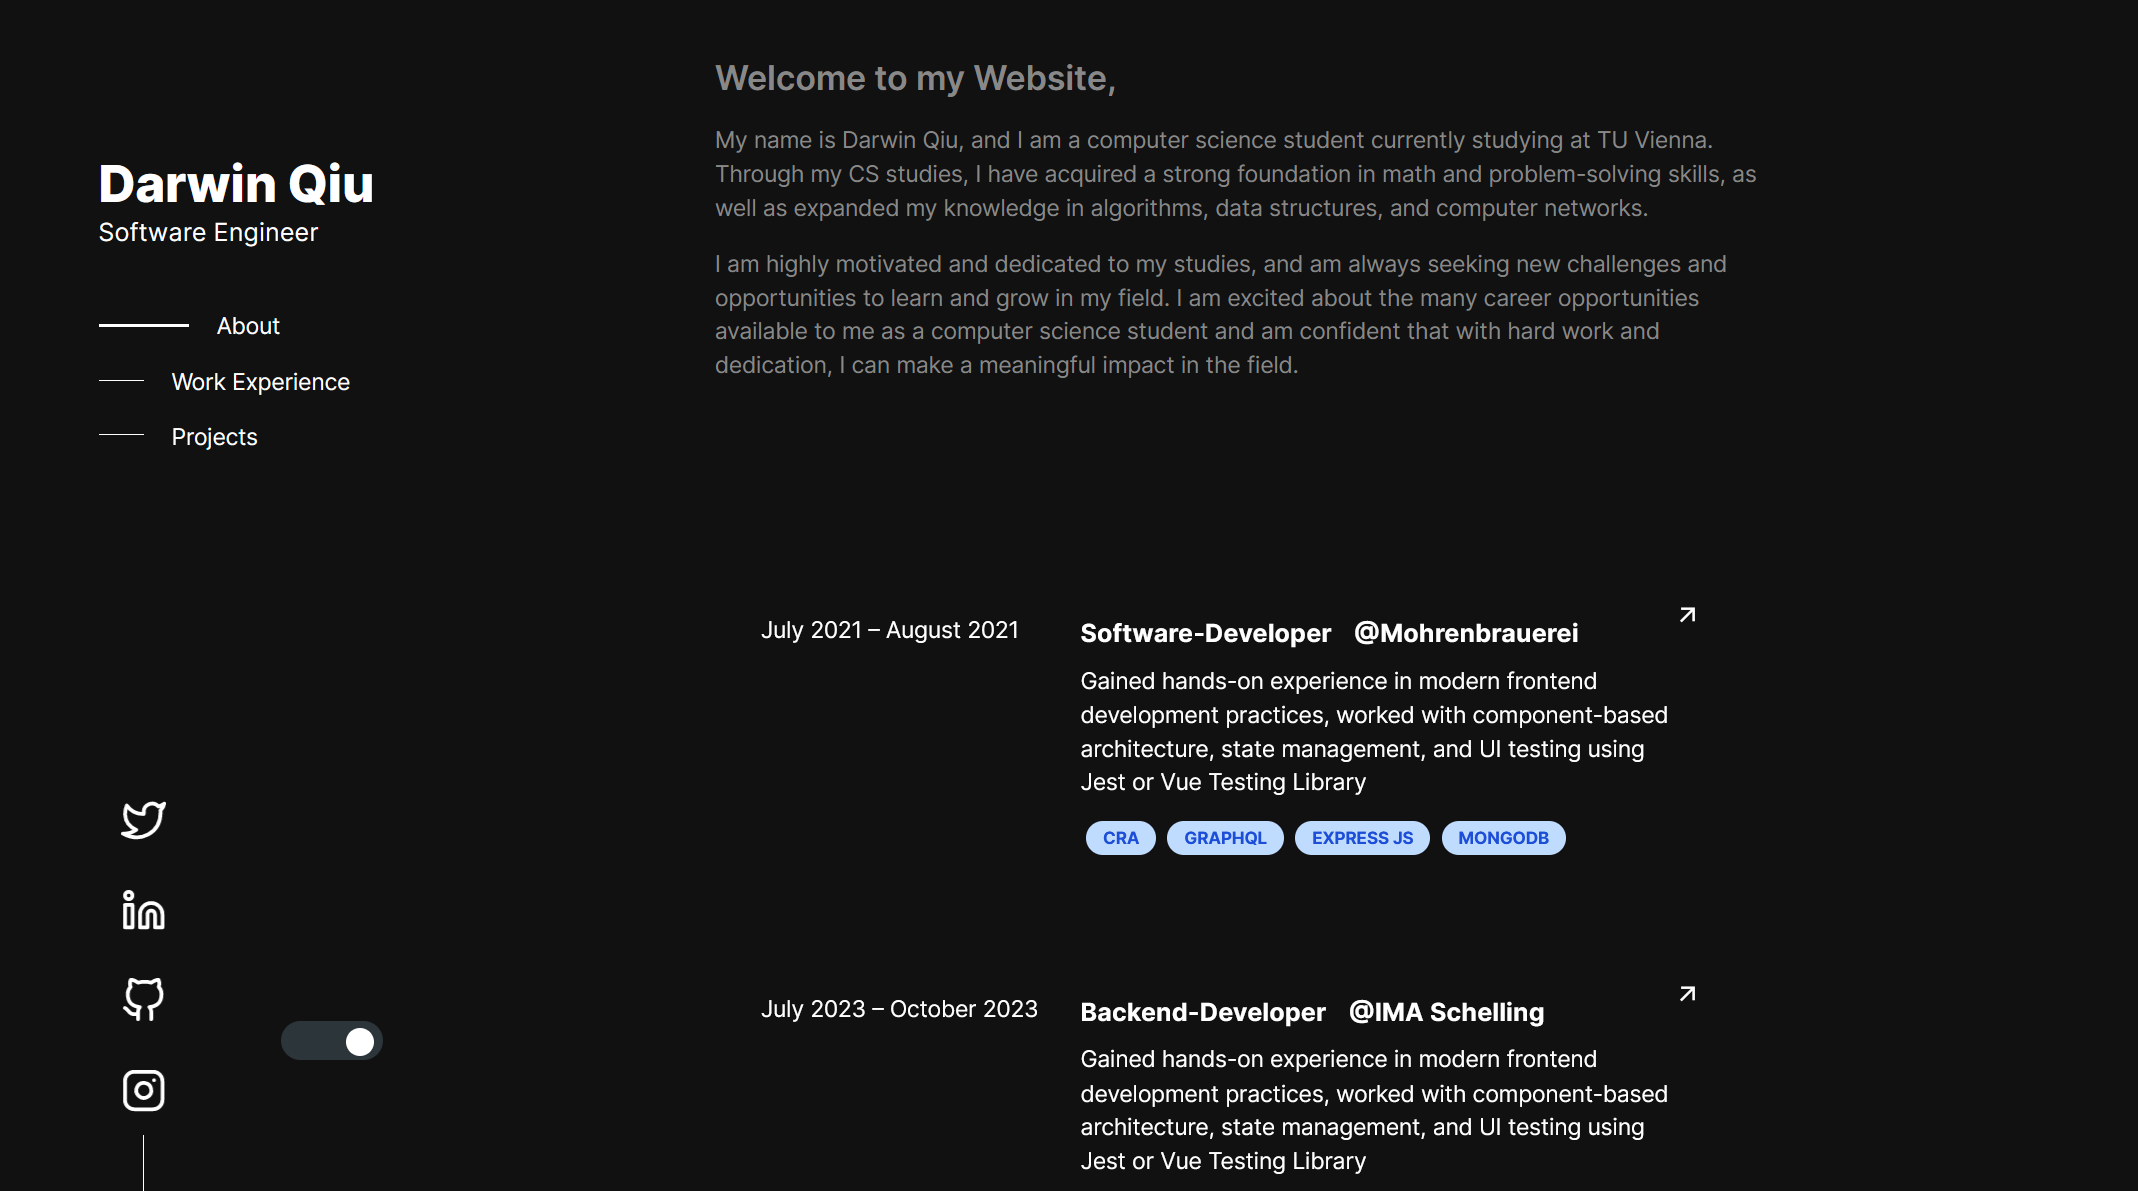 Darwin Qiu
Software Engineer
About
Work Experience
Projects
Welcome to my Website,
My name is Darwin Qiu, and I am a computer science student currently studying at TU Vienna.
Through my CS studies, I have acquired a strong foundation in math and problem-solving skills, as
well as expanded my knowledge in algorithms, data structures, and computer networks.
I am highly motivated and dedicated to my studies, and am always seeking new challenges and
opportunities to learn and grow in my field. I am excited about the many career opportunities
available to me as a computer science student and am confident that with hard work and
dedication, I can make a meaningful impact in the field.
July 2021 – August 2021
Software-Developer @Mohrenbrauerei
Gained hands-on experience in modern frontend
development practices, worked with component-based
architecture, state management, and UI testing using
Jest or Vue Testing Library
CRA GRAPHQL EXPRESS JS MONGODB
July 2023 – October 2023
Backend-Developer @IMA Schelling
Gained hands-on experience in modern frontend
development practices, worked with component-based
architecture, state management, and UI testing using
Jest or Vue Testing Library